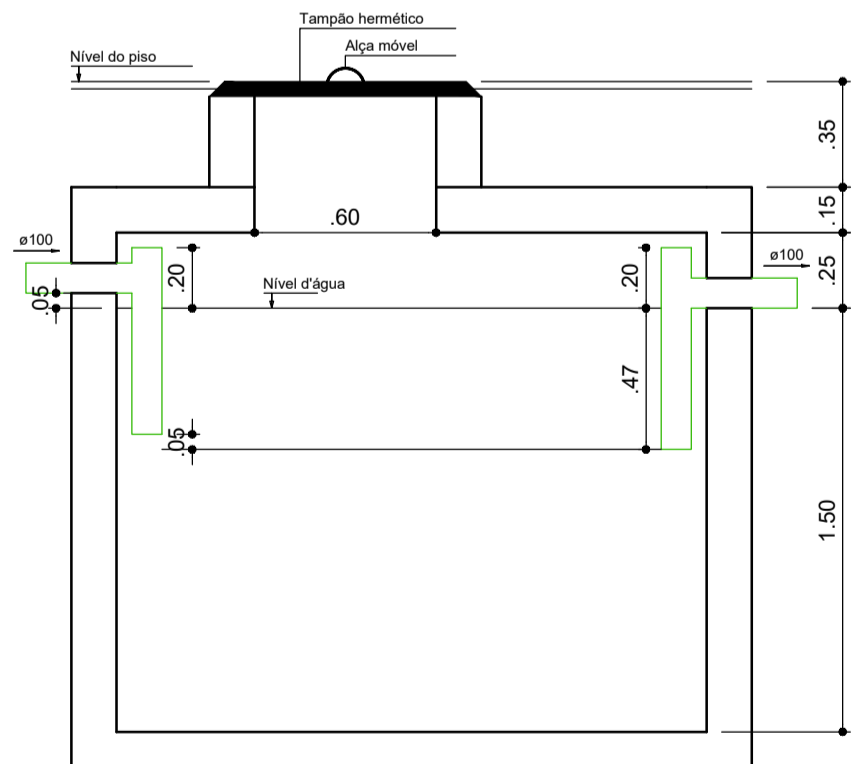 Tampão hermético
Alça móvel
Nível do piso
.35
.15
.60
ø100
ø100
.20
.20
.25
.05
Nível d'água
.47
.05
1.50